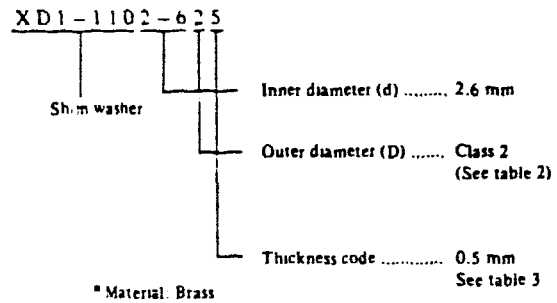 XD1-1102-625
Inner diameter (d) ........ 2.6 mm
Shim washer
Outer diameter (D) ....... Class 2
(See table 2)
Thickness code .............. 0.5 mm
See table 3
* Material. Brass